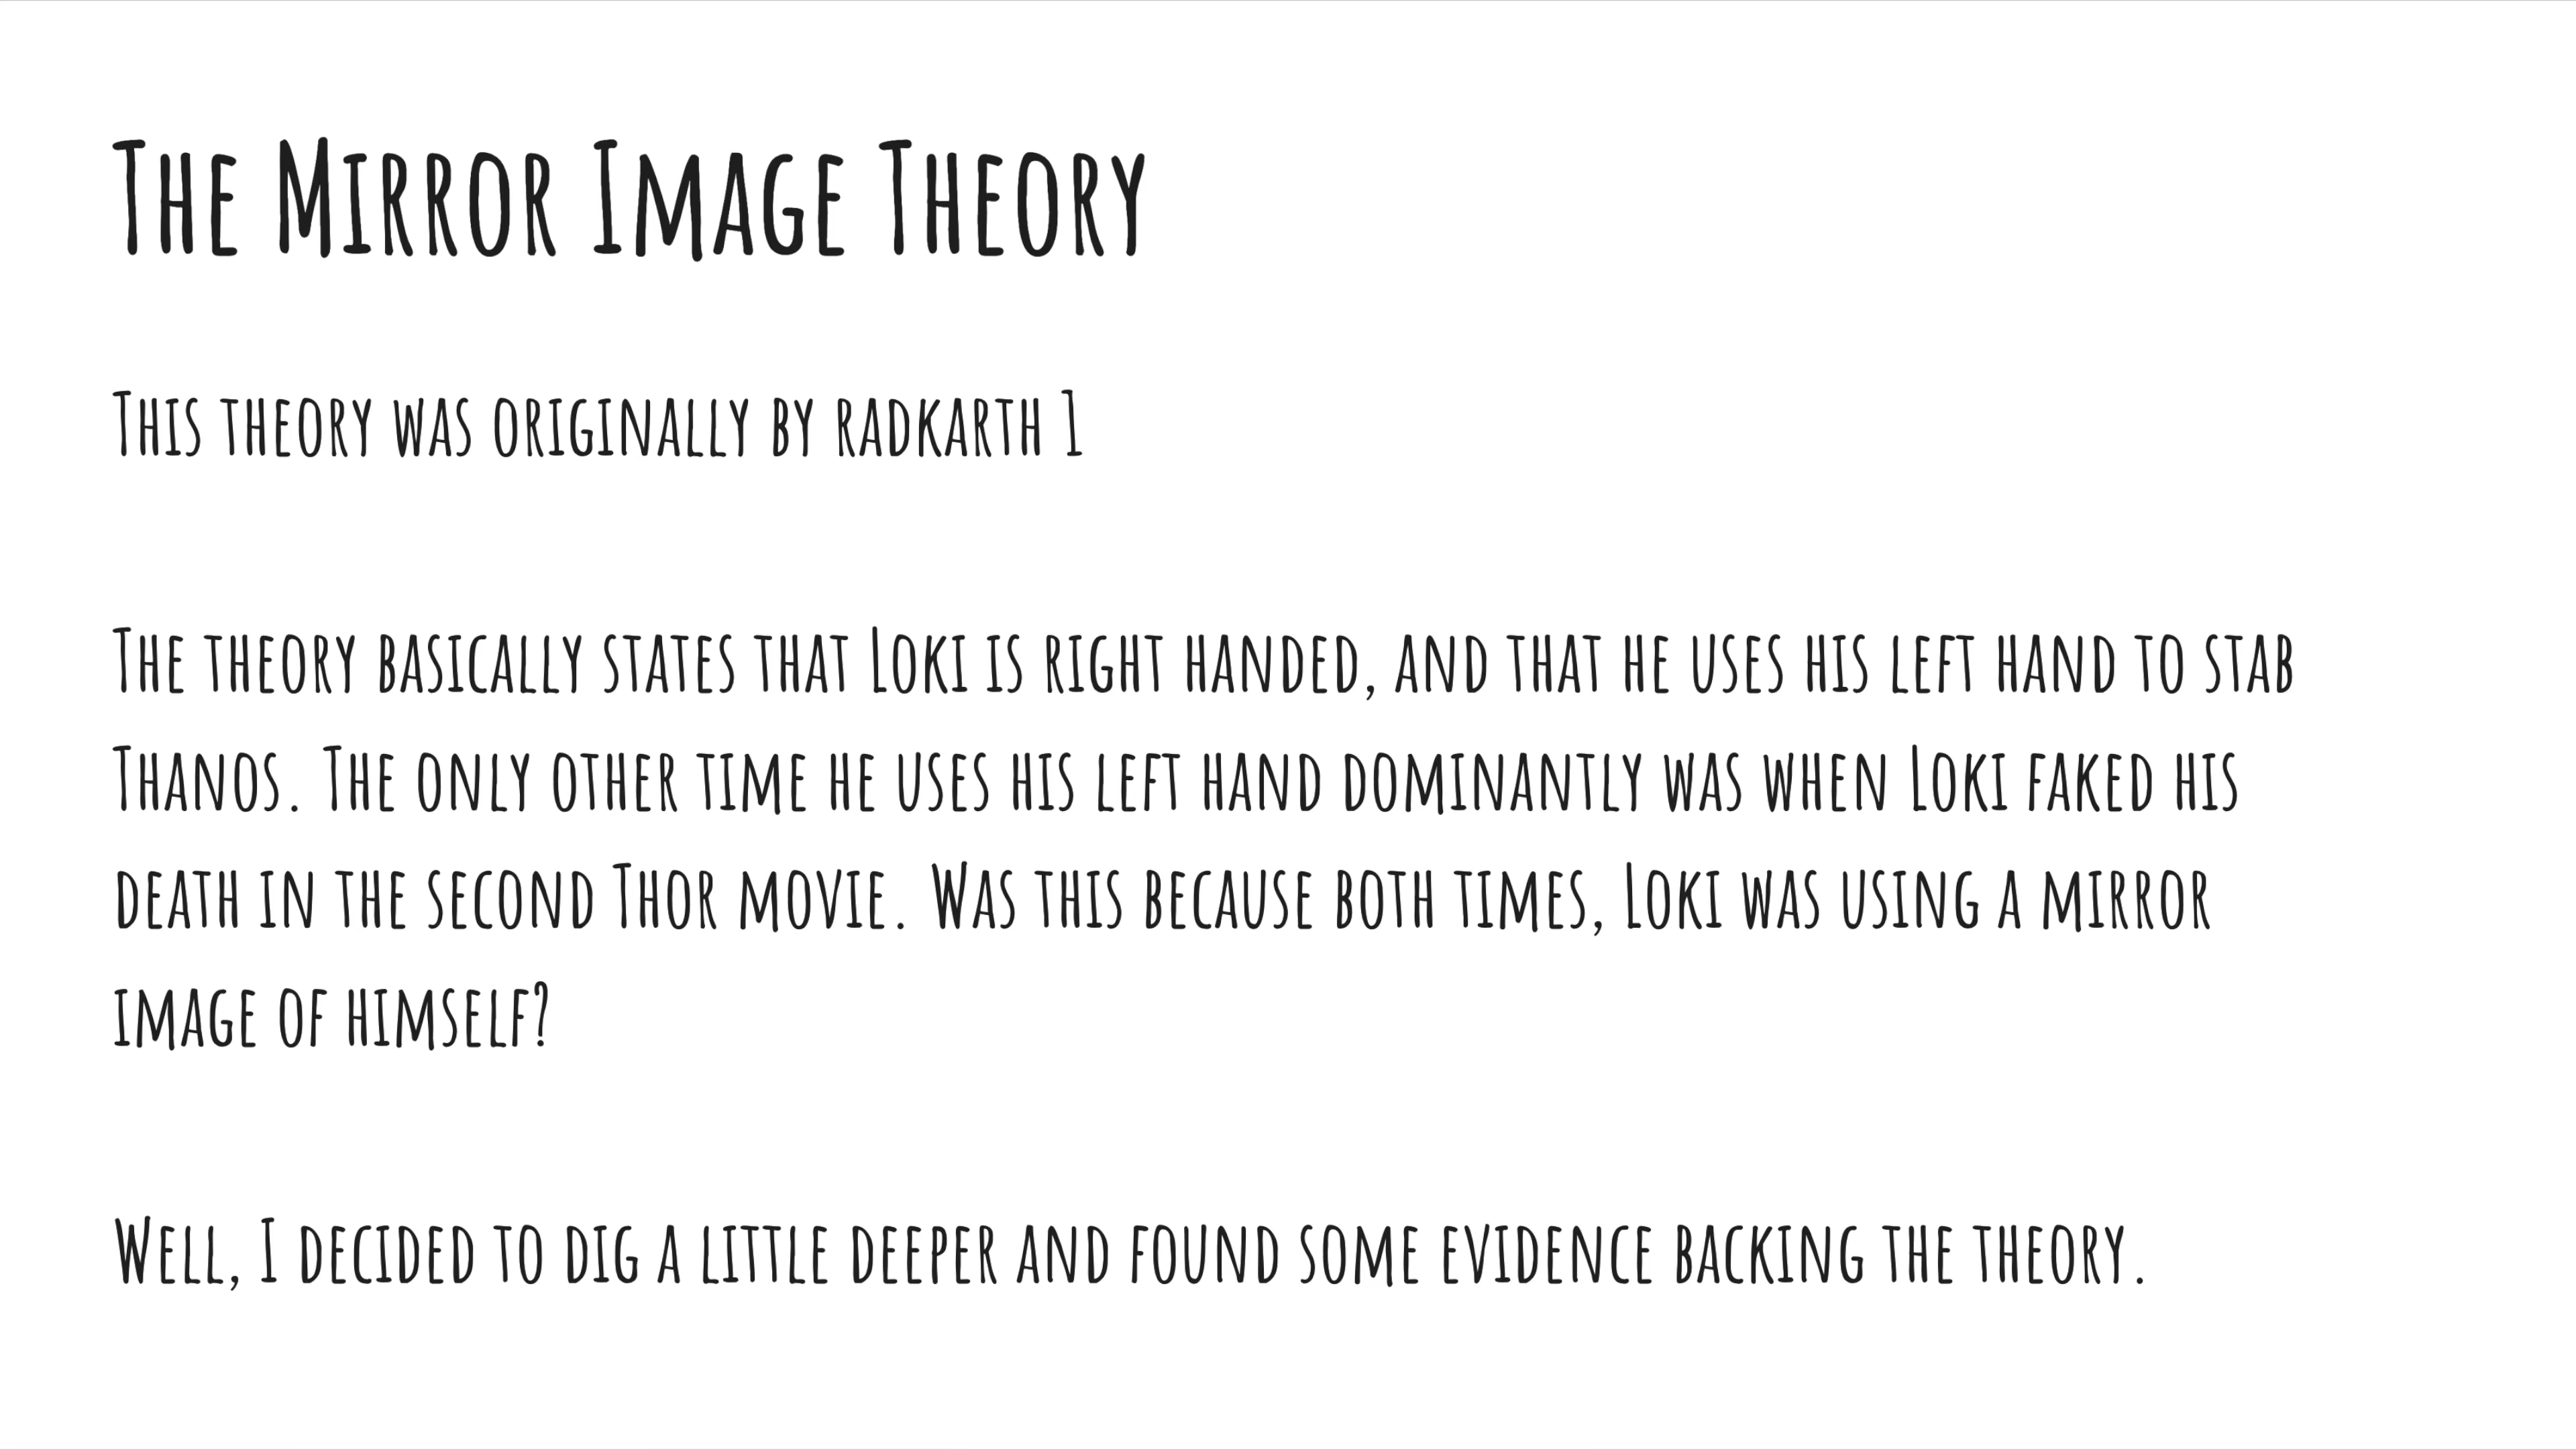 The Mirror Image Theory
This theory was originally by radkarth 1
The theory basically states that Loki is right handed, and that he uses his left hand to stab
Thanos. The only other time he uses his left hand dominantly was when Loki faked his
death in the second Thor movie. Was this because both times, Loki was using a mirror
image of himself?
Well, I decided to dig a little deeper and found some evidence backing the theory.